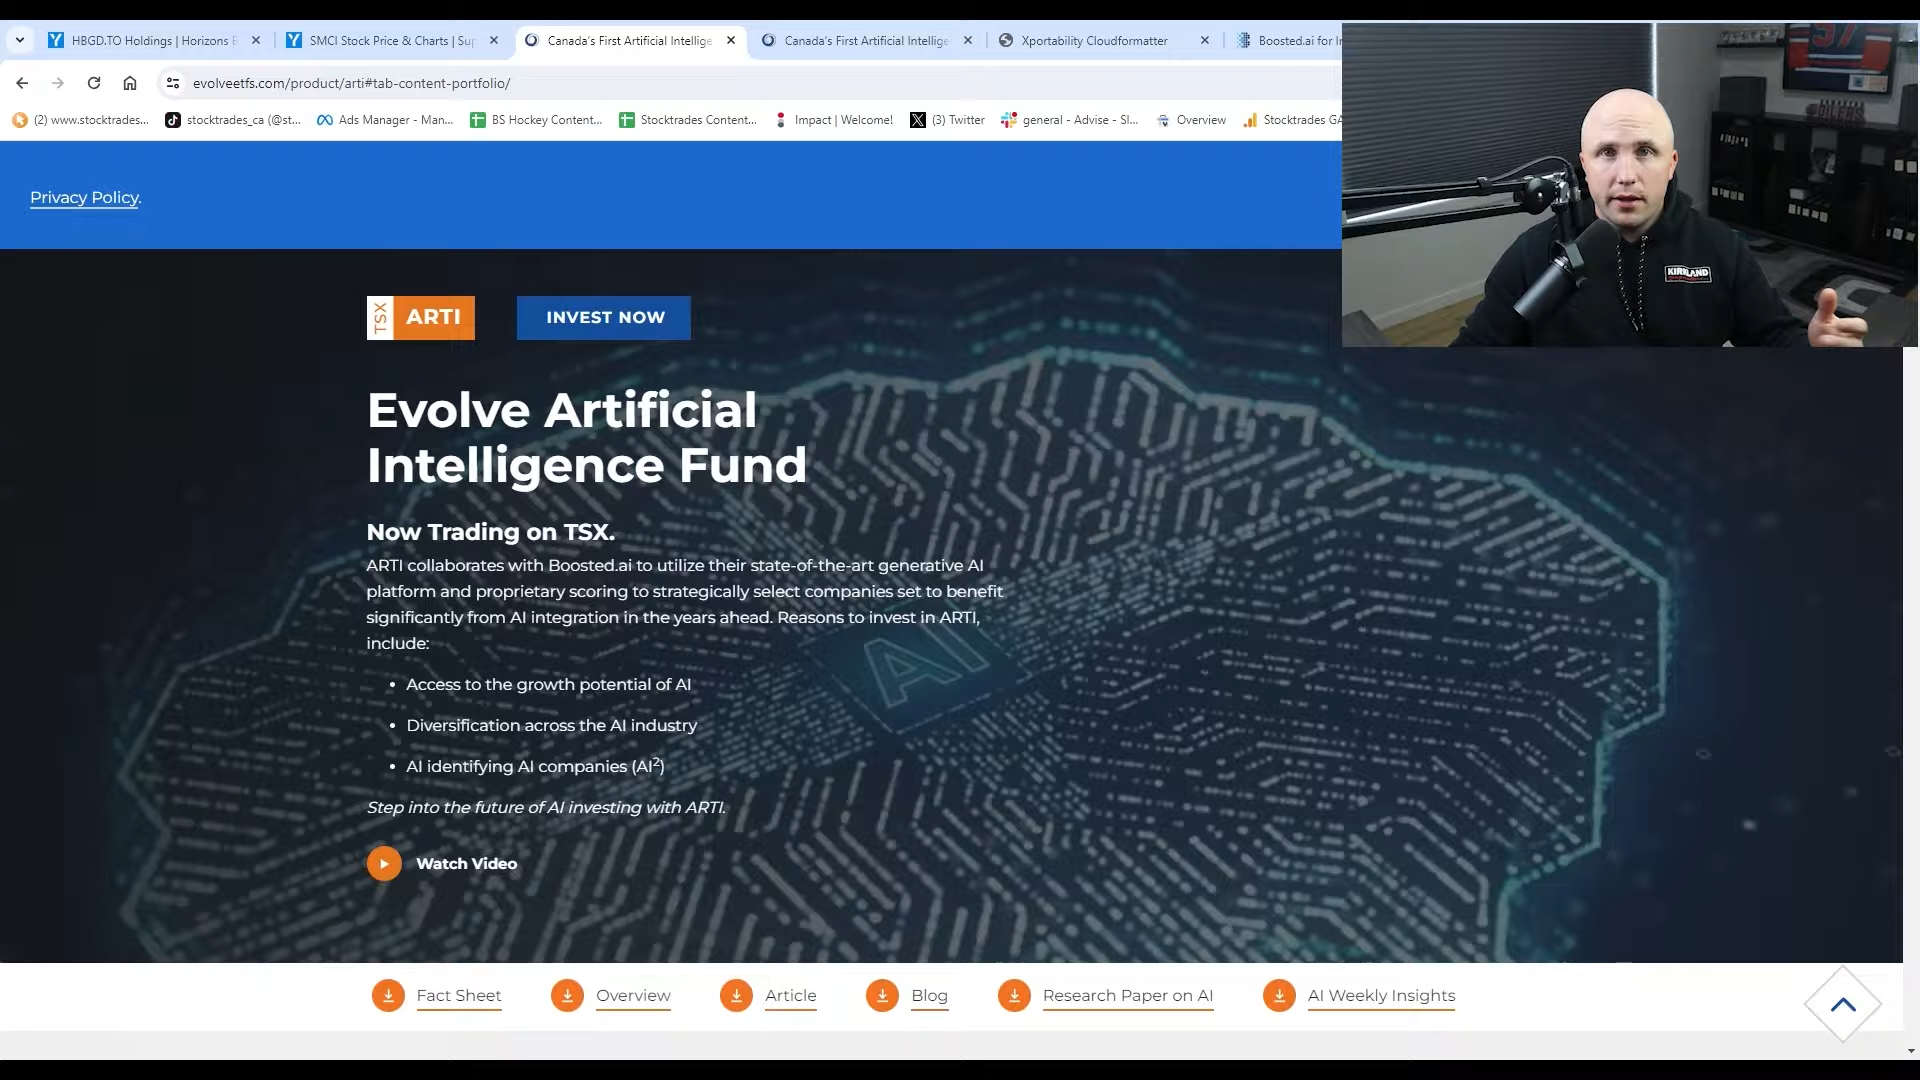 HBGD.TO Holdings | Horizons
SMCI Stock Price & Charts | Sup
Canada's First Artificial Intellige
Canada's First Artificial Intellige
Xportability Cloudformatter
Boosted.ai for In
evolveetfs.com/product/arti#tab-content-portfolio/
(2) www.stocktrades...
stocktrades_ca (@st...
Ads Manager - Man...
BS Hockey Content...
Stocktrades Content...
Impact | Welcome!
(3) Twitter
general - Advise - Sl...
Overview
Stocktrades GA
97
OILERS
KIRKLAND
Privacy Policy.
TSX ARTI
INVEST NOW
Evolve Artificial
Intelligence Fund
Now Trading on TSX.
ARTI collaborates with Boosted.ai to utilize their state-of-the-art generative AI
platform and proprietary scoring to strategically select companies set to benefit
significantly from AI integration in the years ahead. Reasons to invest in ARTI,
include:
• Access to the growth potential of AI
• Diversification across the AI industry
• AI identifying AI companies (AI²)
Step into the future of AI investing with ARTI.
AI
Watch Video
Fact Sheet
Overview
Article
Blog
Research Paper on AI
AI Weekly Insights